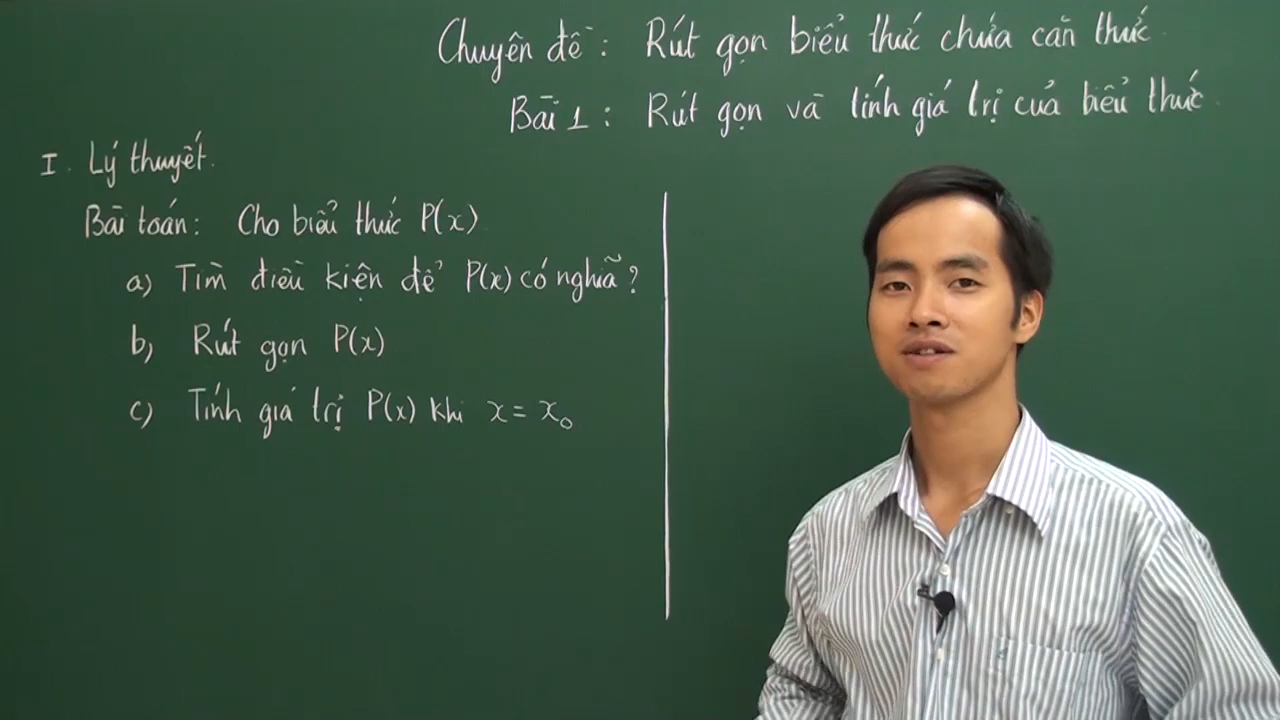 Chuyên đề : Rút gọn biểu thức chứa căn thức
Bài 1 : Rút gọn và tính giá trị của biểu thức
I. Lý thuyết.
Bài toán : Cho biểu thức P(x)
a) Tìm điều kiện để P(x) có nghĩa ?
b) Rút gọn P(x)
c) Tính giá trị P(x) khi x = x₀